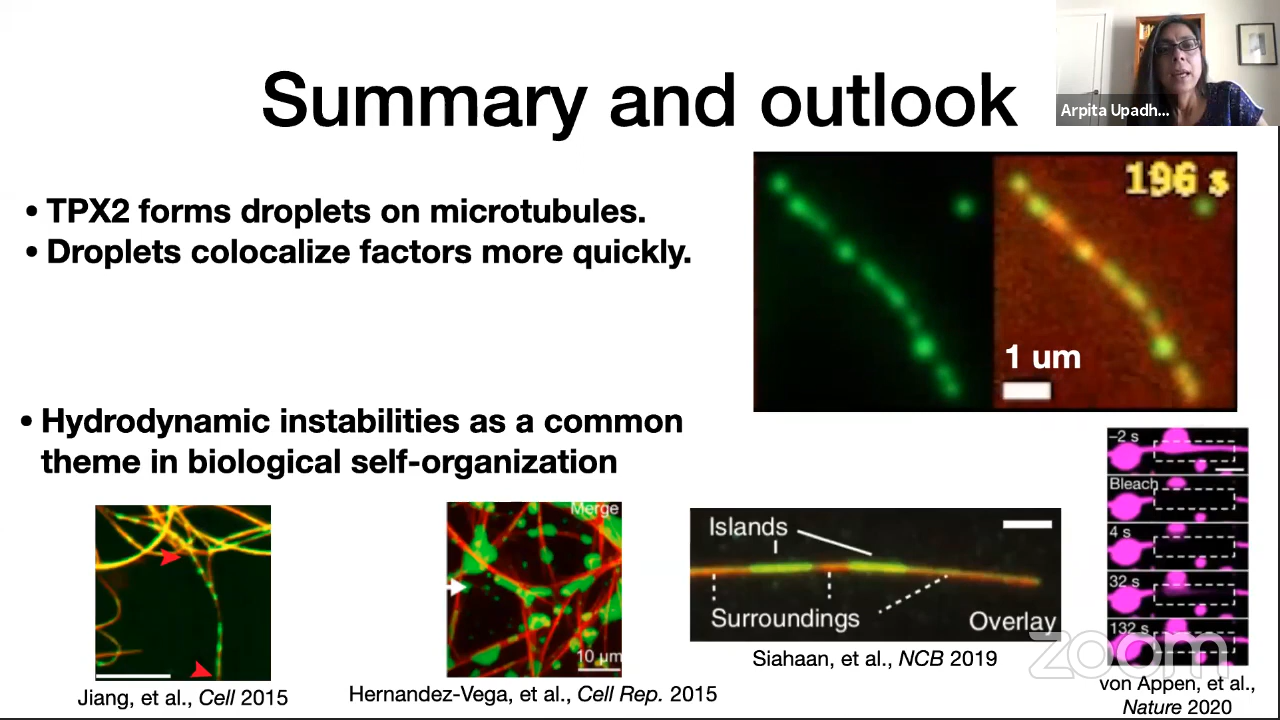 Summary and outlook
Arpita Upadh...
• TPX2 forms droplets on microtubules.
• Droplets colocalize factors more quickly.
196 s
1 um
• Hydrodynamic instabilities as a common
theme in biological self-organization
Jiang, et al., Cell 2015
Merge
10 µm
Hernandez-Vega, et al., Cell Rep. 2015
Islands
Surroundings
Overlay
Siahaan, et al., NCB 2019
–2 s
Bleach
4 s
32 s
132 s
zoom
von Appen, et al.,
Nature 2020